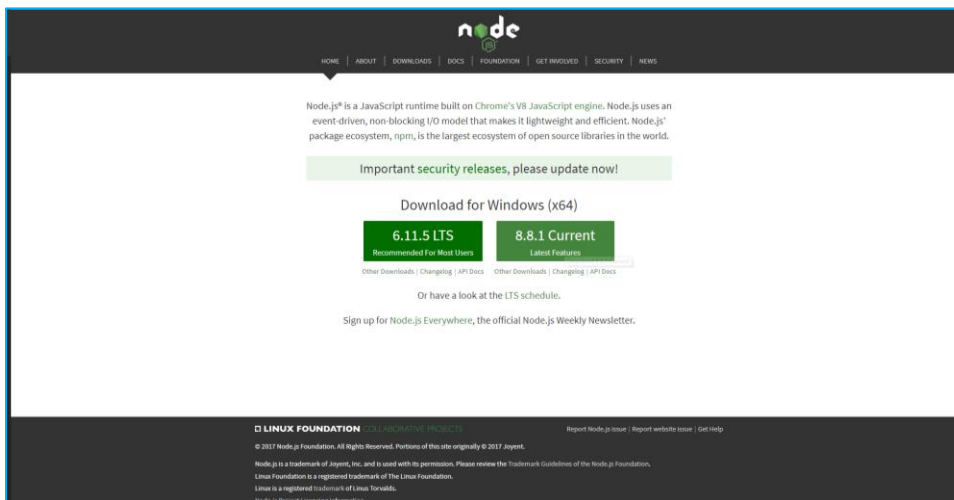 node
JS
HOME | ABOUT | DOWNLOADS | DOCS | FOUNDATION | GET INVOLVED | SECURITY | NEWS
Node.js® is a JavaScript runtime built on Chrome's V8 JavaScript engine. Node.js uses an
event-driven, non-blocking I/O model that makes it lightweight and efficient. Node.js'
package ecosystem, npm, is the largest ecosystem of open source libraries in the world.
Important security releases, please update now!
Download for Windows (x64)
6.11.5 LTS
Recommended For Most Users
8.8.1 Current
Latest Features
Other Downloads | Changelog | API Docs
Other Downloads | Changelog | API Docs
Or have a look at the LTS schedule.
Sign up for Node.js Everywhere, the official Node.js Weekly Newsletter.
LINUX FOUNDATION COLLABORATIVE PROJECTS
Report Node.js issue | Report website issue | Get Help
© 2017 Node.js Foundation. All Rights Reserved. Portions of this site originally © 2017 Joyent.
Node.js is a trademark of Joyent, Inc. and is used with its permission. Please review the Trademark Guidelines of the Node.js Foundation.
Linux Foundation is a registered trademark of The Linux Foundation.
Linux is a registered trademark of Linus Torvalds.
Node.js Project Licensing Information